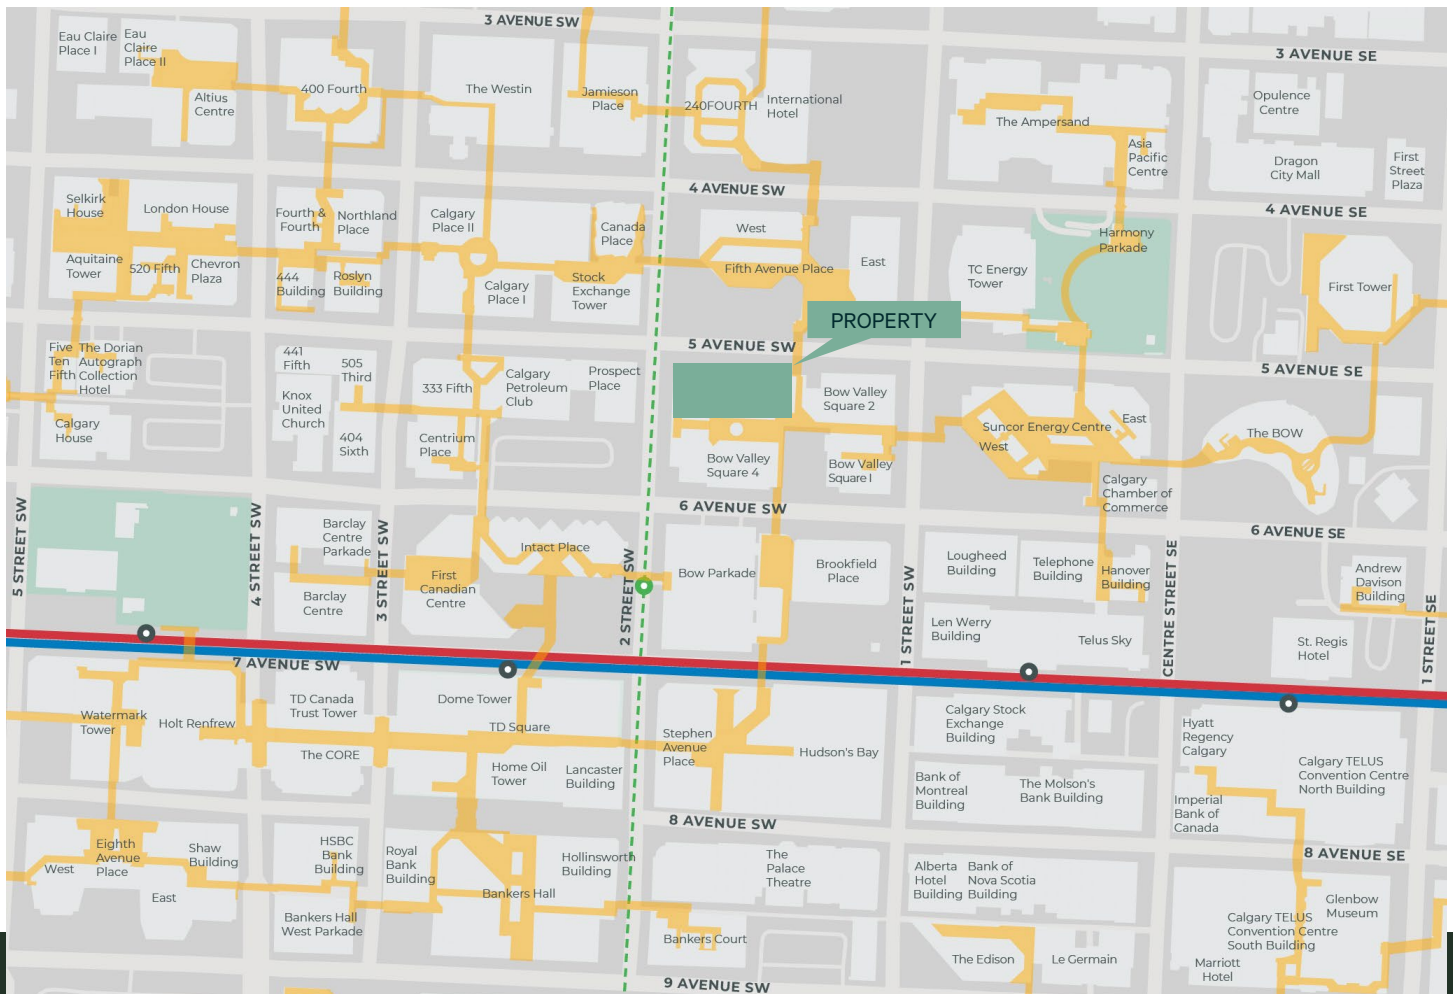 3 AVENUE SW
3 AVENUE SE
Eau Claire
Place I
Eau
Claire
Place II
Altius
Centre
400 Fourth
The Westin
Jamieson
Place
240FOURTH
International
Hotel
The Ampersand
Asia
Pacific
Centre
Opulence
Centre
Dragon
City Mall
First
Street
Plaza
4 AVENUE SW
4 AVENUE SE
Selkirk
House
London House
Fourth &
Fourth
Northland
Place
Calgary
Place II
Canada
Place
West
Fifth Avenue Place
East
Harmony
Parkade
Aquitaine
Tower
520 Fifth
Chevron
Plaza
444
Building
Roslyn
Building
Calgary
Place I
Stock
Exchange
Tower
TC Energy
Tower
First Tower
PROPERTY
5 AVENUE SW
5 AVENUE SE
Five
Ten
Fifth
The Dorian
Autograph
Collection
Hotel
441
Fifth
505
Third
333 Fifth
Calgary
Petroleum
Club
Prospect
Place
Bow Valley
Square 2
Knox
United
Church
Calgary
House
404
Sixth
Centrium
Place
Bow Valley
Square 4
Bow Valley
Square I
Suncor Energy Centre
West
East
The BOW
Calgary
Chamber of
Commerce
6 AVENUE SW
6 AVENUE SE
5 STREET SW
4 STREET SW
3 STREET SW
2 STREET SW
1 STREET SW
CENTRE STREET SE
1 STREET SE
Barclay
Centre
Parkade
Barclay
Centre
First
Canadian
Centre
Intact Place
Bow Parkade
Brookfield
Place
Lougheed
Building
Telephone
Building
Hanover
Building
Andrew
Davison
Building
Len Werry
Building
Telus Sky
St. Regis
Hotel
7 AVENUE SW
Watermark
Tower
Holt Renfrew
TD Canada
Trust Tower
The CORE
Dome Tower
TD Square
Home Oil
Tower
Lancaster
Building
Stephen
Avenue
Place
Hudson's Bay
Calgary Stock
Exchange
Building
Bank of
Montreal
Building
The Molson's
Bank Building
Hyatt
Regency
Calgary
Imperial
Bank of
Canada
Calgary TELUS
Convention Centre
North Building
8 AVENUE SW
8 AVENUE SE
Eighth
Avenue
Place
West
East
Shaw
Building
HSBC
Bank
Building
Royal
Bank
Building
Bankers Hall
West Parkade
Bankers Hall
Hollinsworth
Building
The
Palace
Theatre
Bankers Court
Alberta
Hotel
Building
Bank of
Nova Scotia
Building
The Edison
Le Germain
Glenbow
Museum
Calgary TELUS
Convention Centre
South Building
Marriott
Hotel
9 AVENUE SW